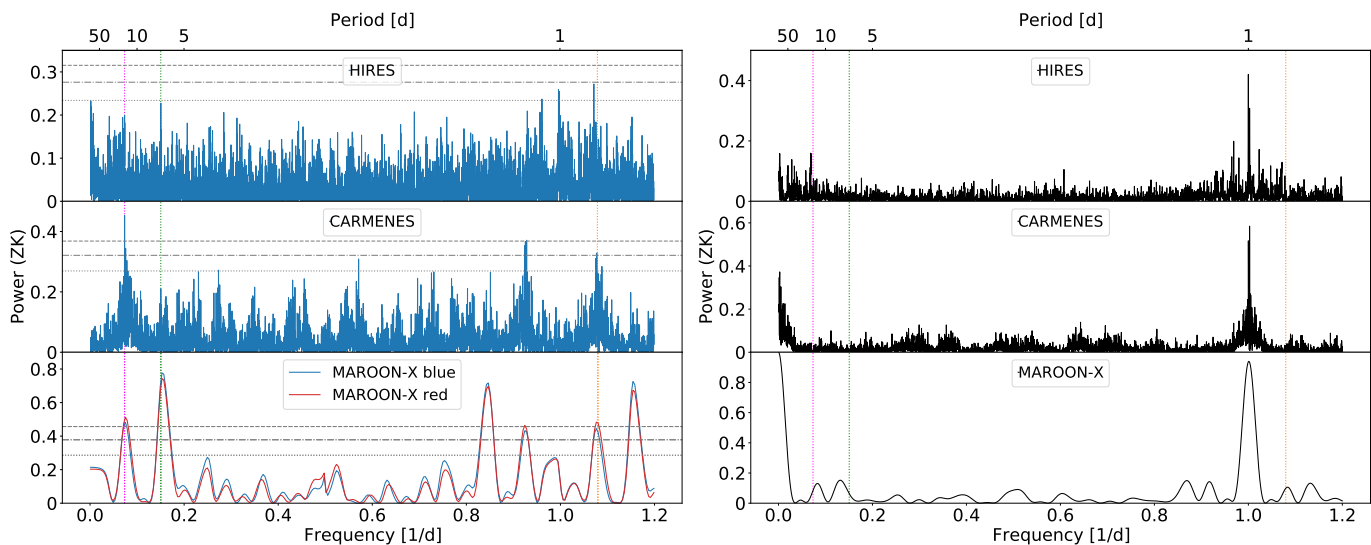 Period [d]
50 10 5 1
HIRES
0.3
0.2
0.1
0
CARMENES
0.4
0.2
0
Power (ZK)
MAROON-X blue
MAROON-X red
0.8
0.6
0.4
0.2
0
0.0 0.2 0.4 0.6 0.8 1.0 1.2
Frequency [1/d]
Period [d]
50 10 5 1
HIRES
0.4
0.2
0
CARMENES
0.6
0.4
0.2
0
Power (ZK)
MAROON-X
0.8
0.6
0.4
0.2
0
0.0 0.2 0.4 0.6 0.8 1.0 1.2
Frequency [1/d]